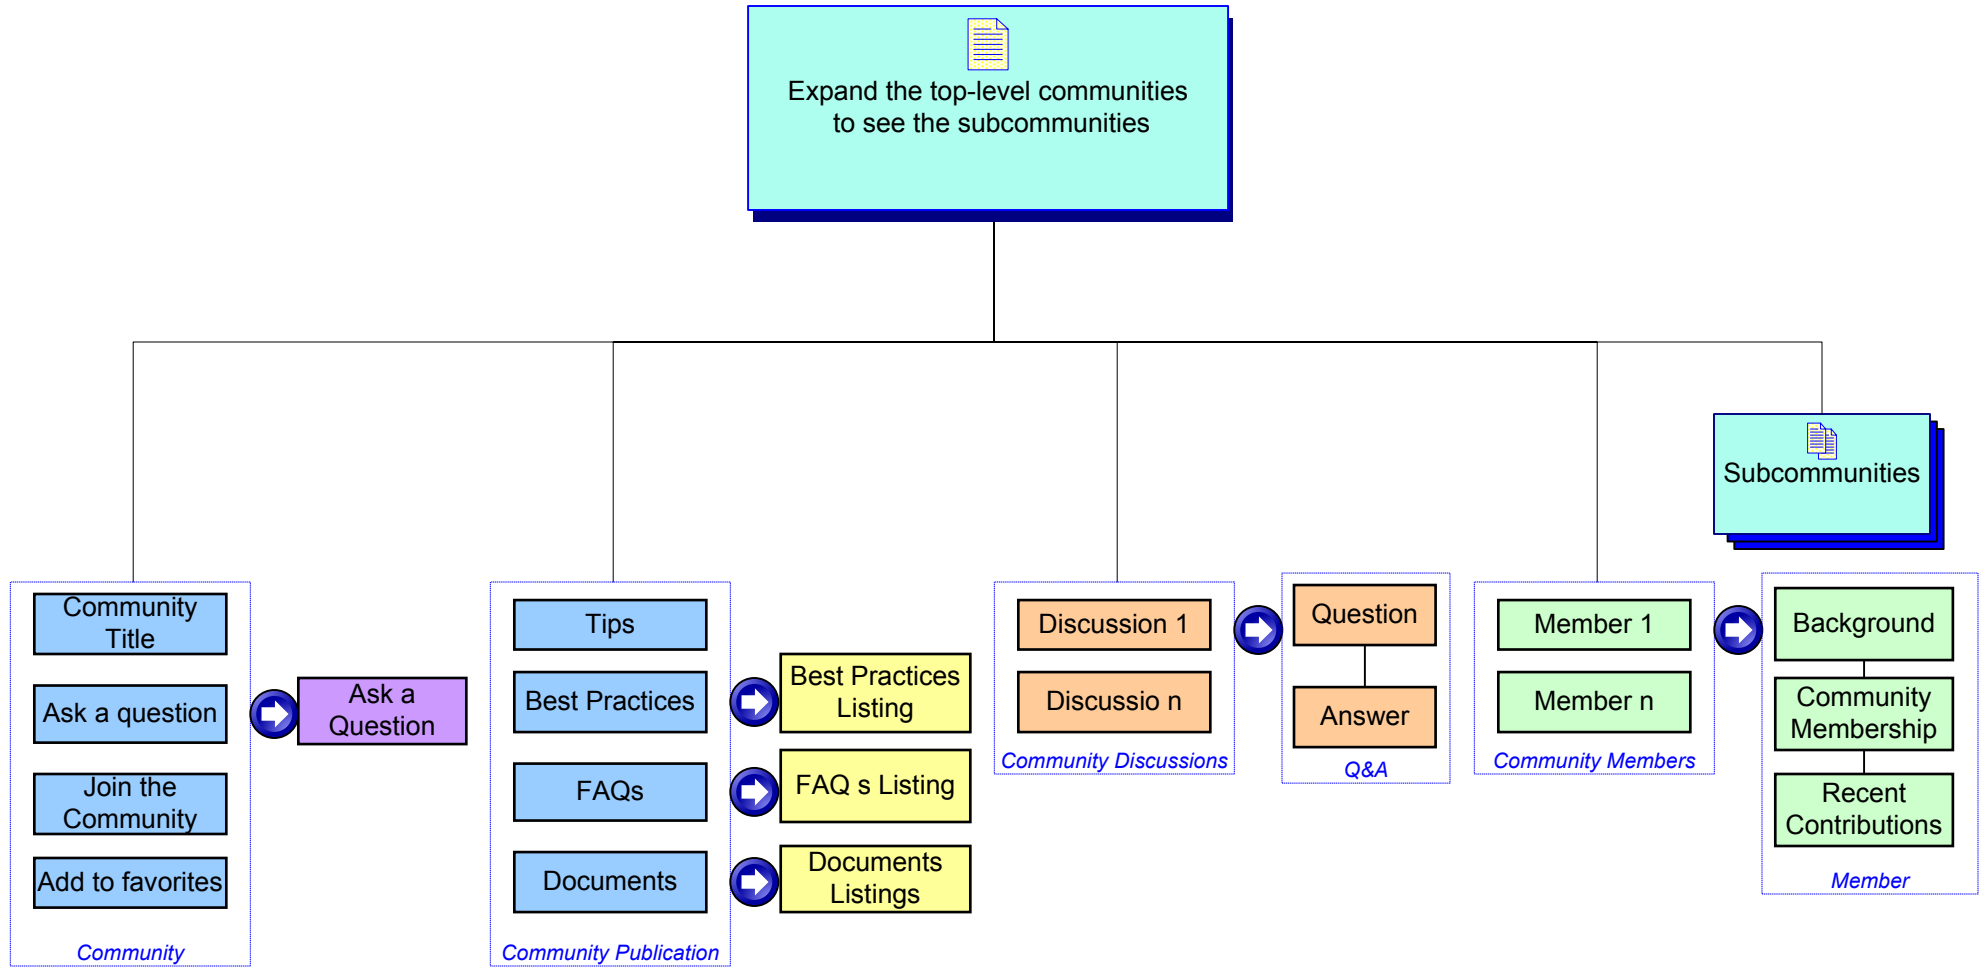 Expand the top-level communities
to see the subcommunities
Subcommunities
Community
Title
Ask a question
Join the
Community
Add to favorites
Community
Ask a
Question
Tips
Best Practices
FAQs
Documents
Community Publication
Best Practices
Listing
FAQ s Listing
Documents
Listings
Discussion 1
Discussio n
Community Discussions
Question
Answer
Q&A
Member 1
Member n
Community Members
Background
Community
Membership
Recent
Contributions
Member